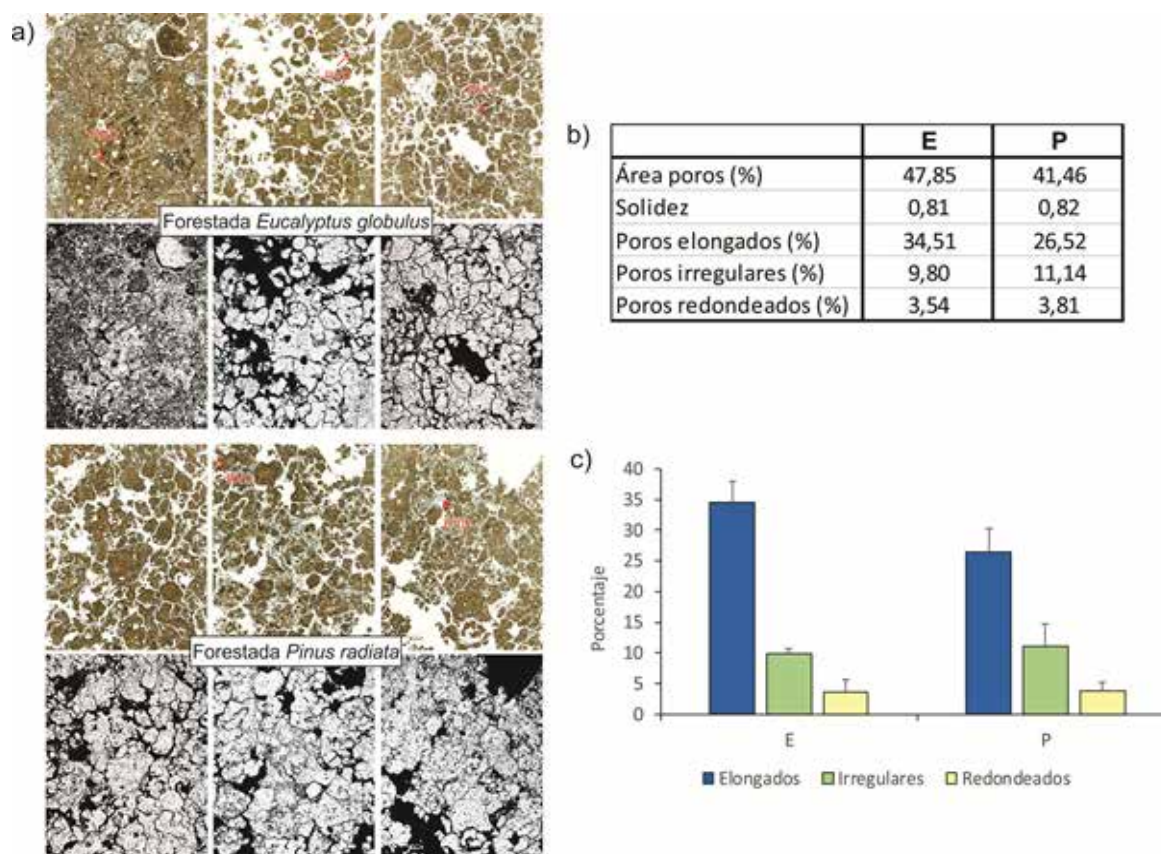 a)
Forestada Eucalyptus globulus
Forestada Pinus radiata
b)
E P
Área poros (%) 47,85 41,46
Solidez 0,81 0,82
Poros elongados (%) 34,51 26,52
Poros irregulares (%) 9,80 11,14
Poros redondeados (%) 3,54 3,81
c)
Porcentaje
40
35
30
25
20
15
10
5
0
E P
Elongados Irregulares Redondeados